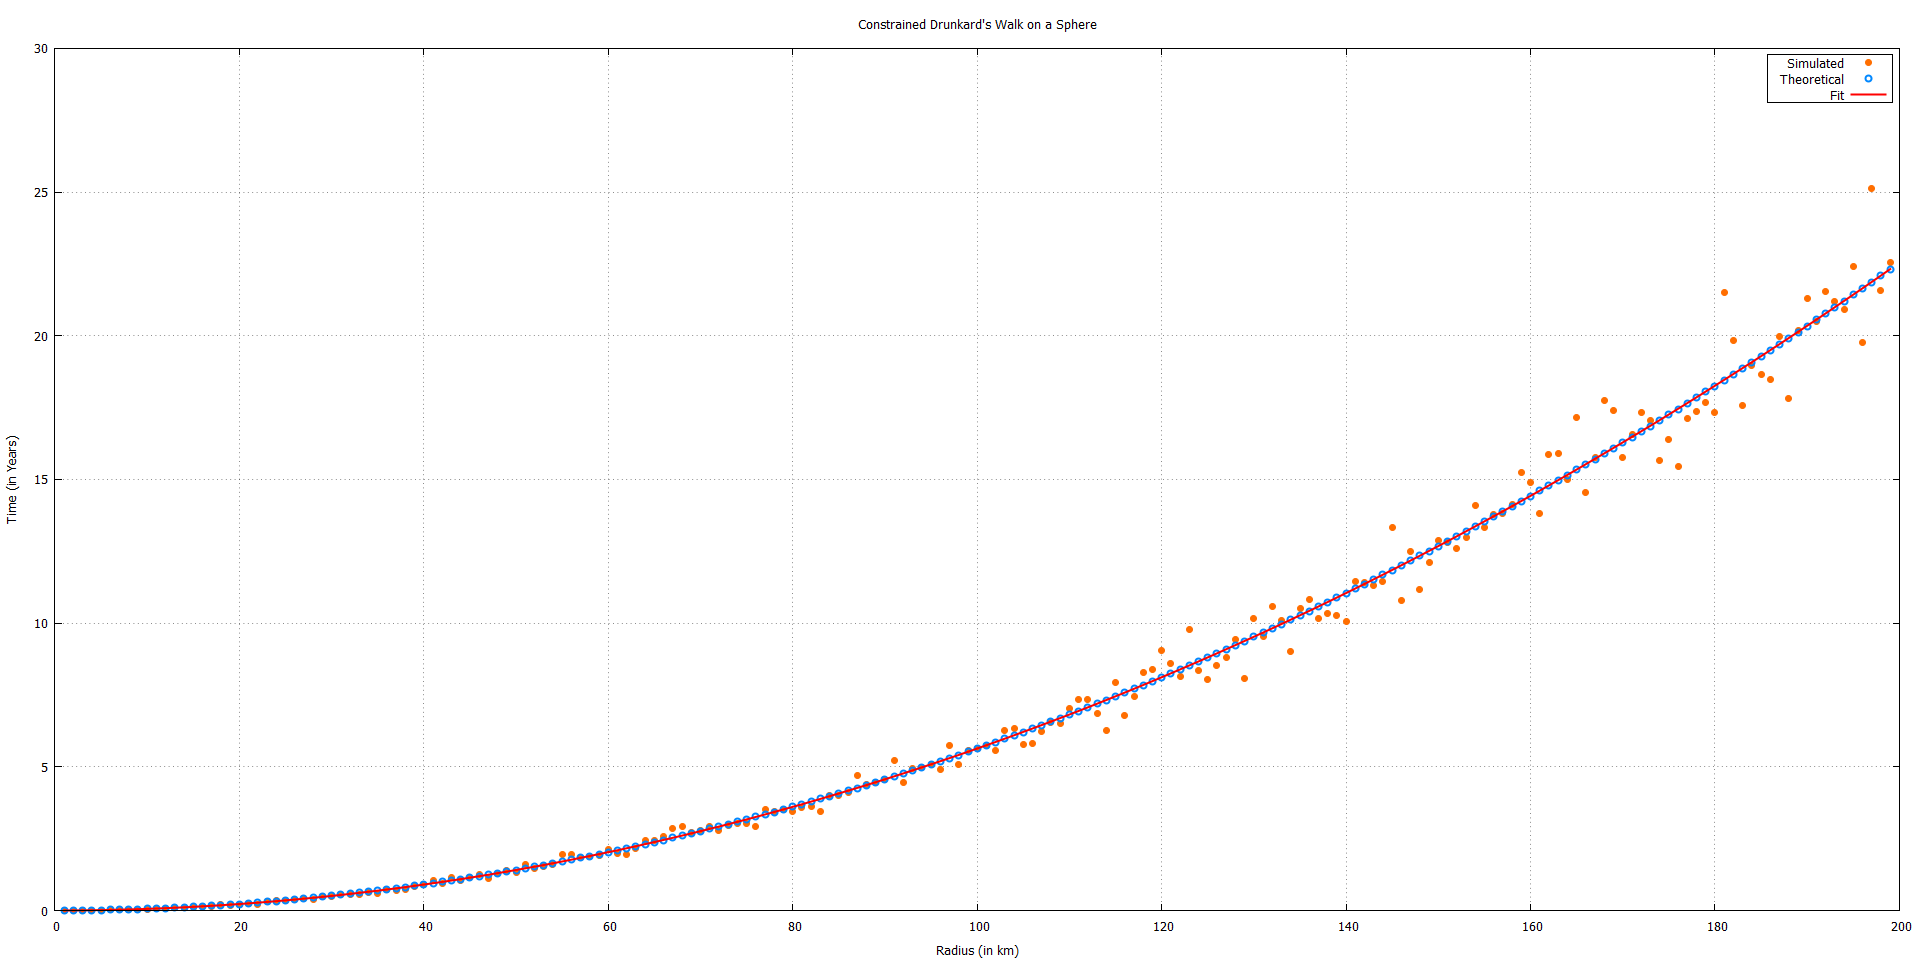 Constrained Drunkard's Walk on a Sphere
30
Simulated
Theoretical
Fit
25
20
15
10
5
0
Time (in Years)
0 20 40 60 80 100 120 140 160 180 200
Radius (in km)